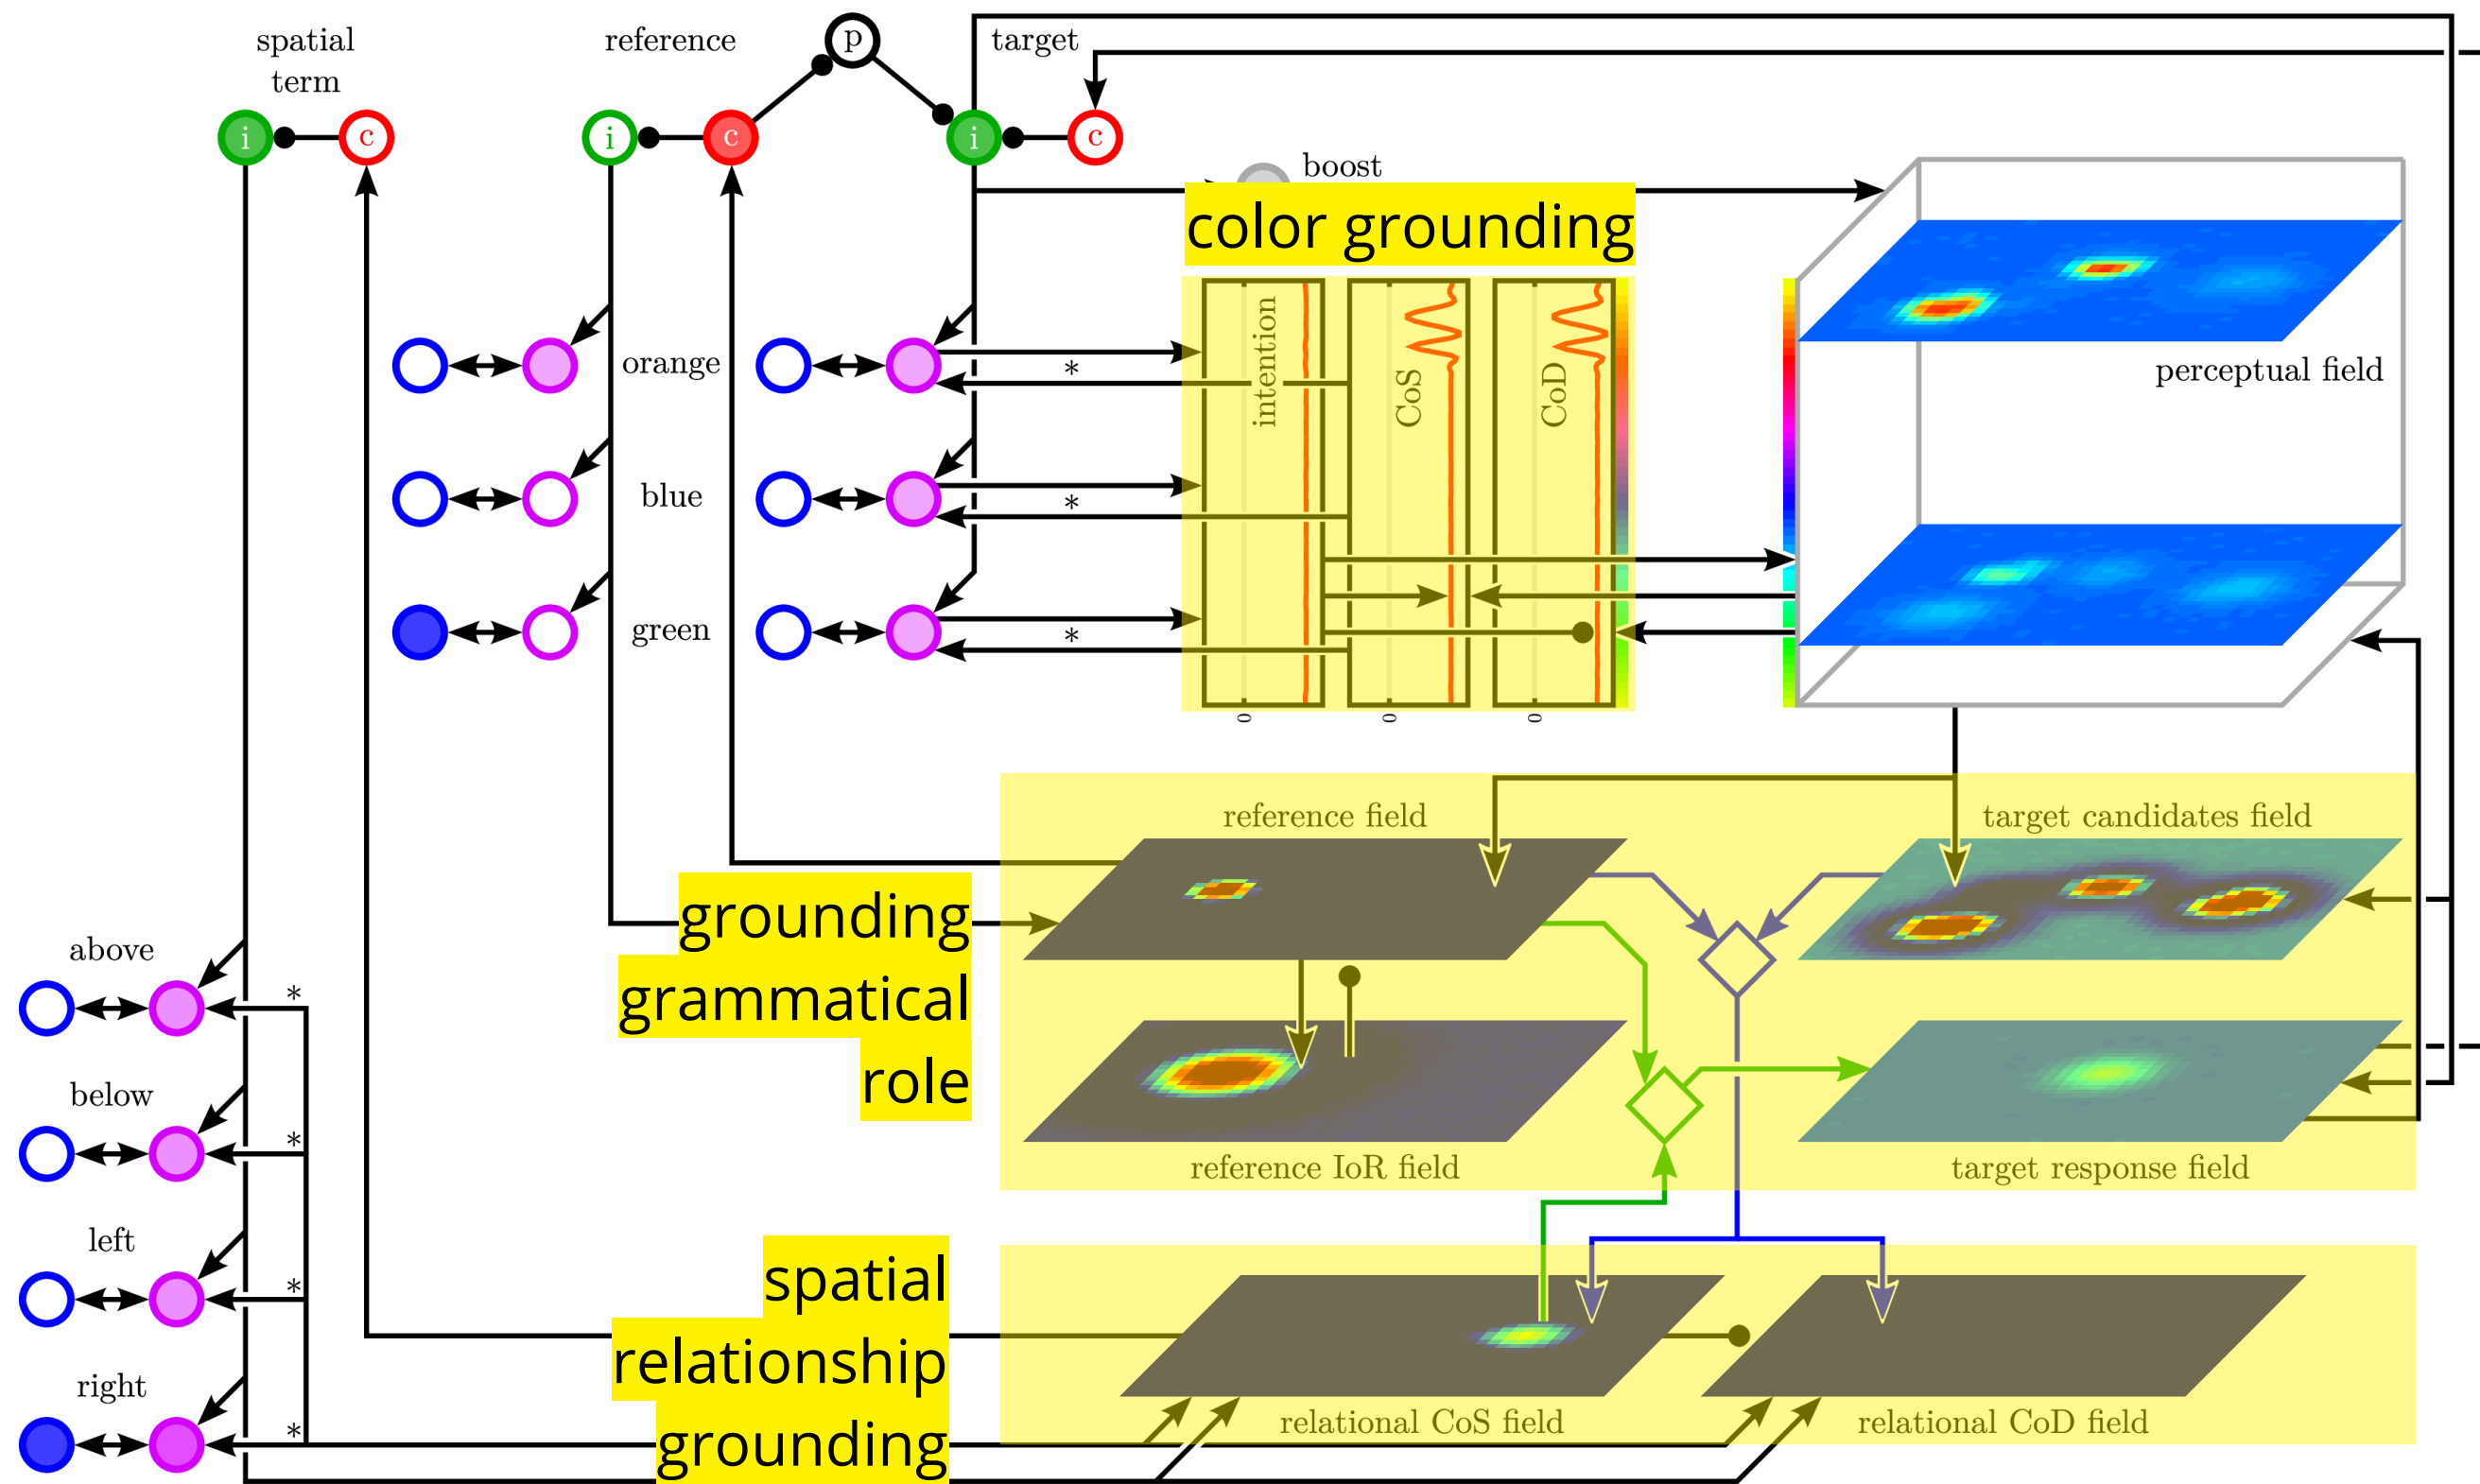 spatial
term
reference
p
target
i
c
i
c
i
c
boost
color grounding
intention
CoS
CoD
0
0
0
perceptual field
orange
*
blue
*
green
*
reference field
target candidates field
grounding
grammatical
role
reference IoR field
target response field
above
*
below
*
left
*
right
*
spatial
relationship
grounding
relational CoS field
relational CoD field